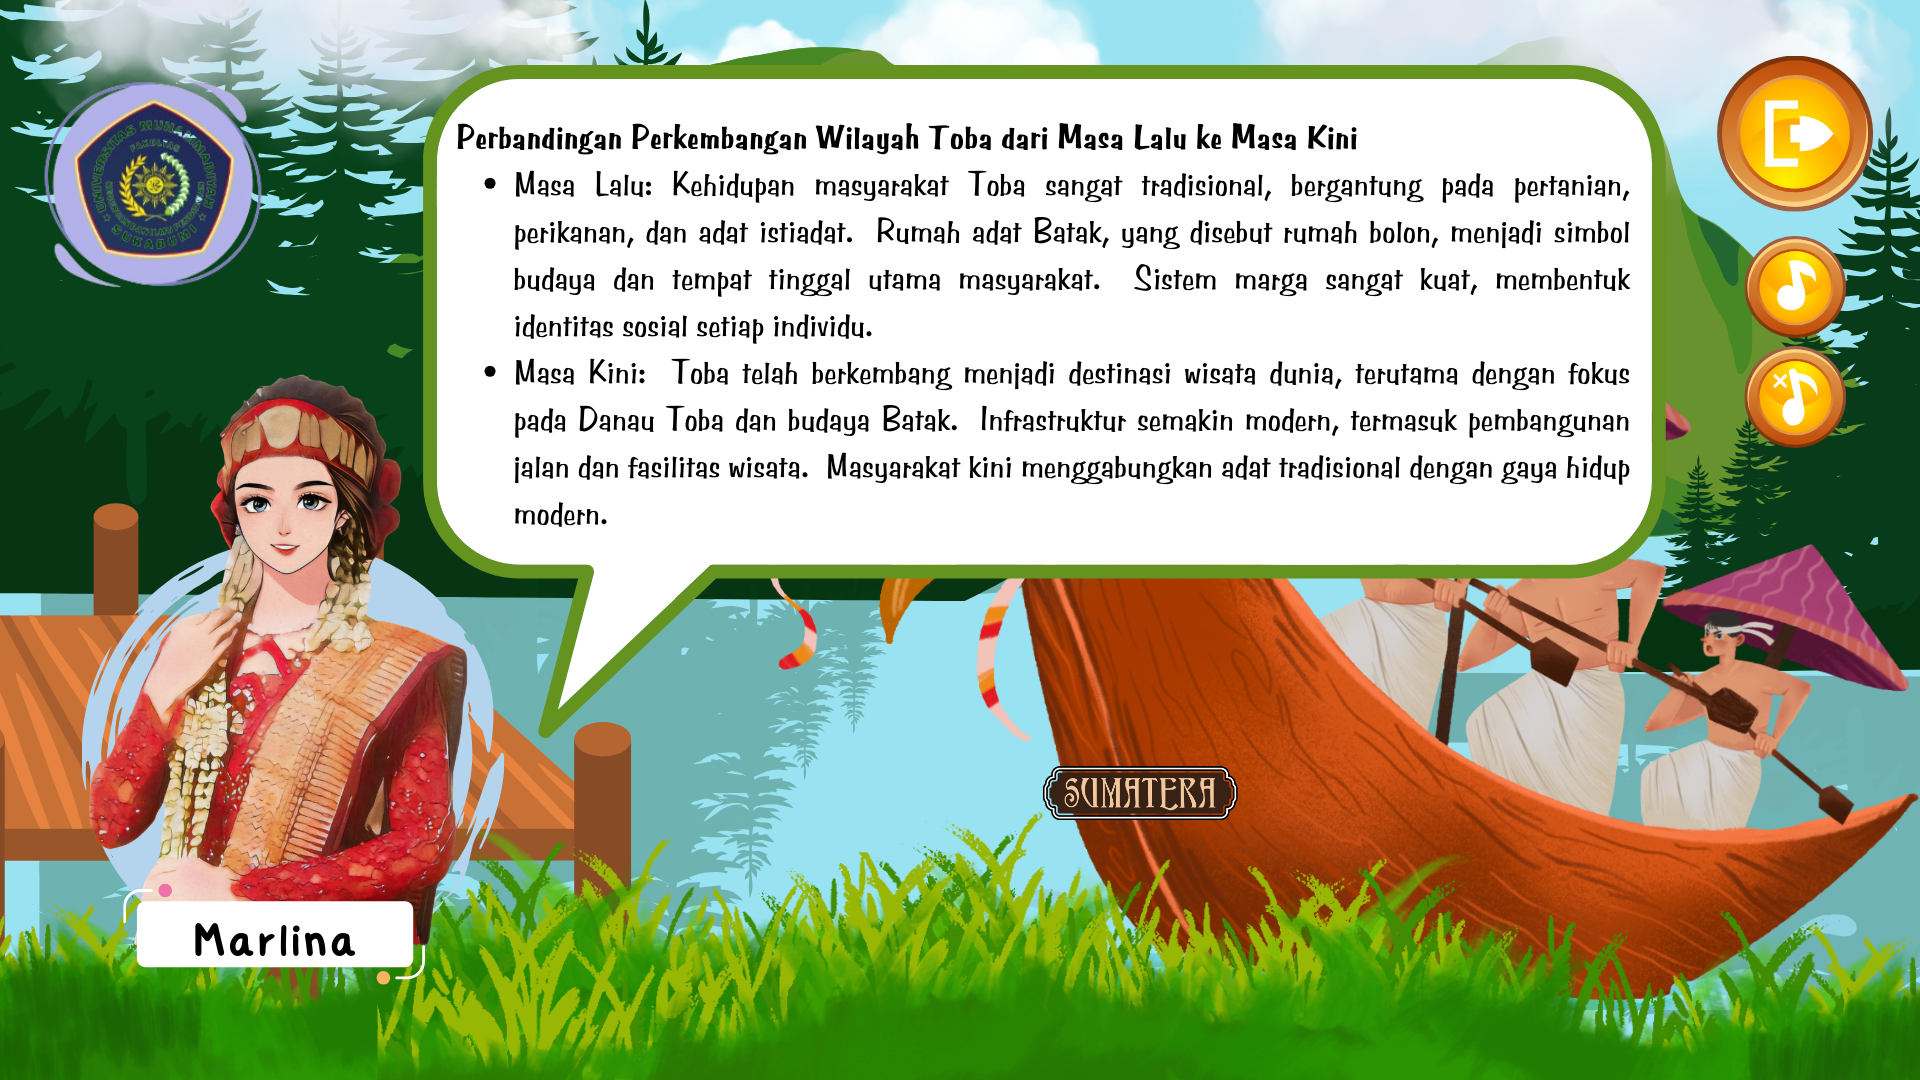 UNIVERSITAS MUHAMMADIYAH
FAKULTAS
SUKABUMI
Perbandingan Perkembangan Wilayah Toba dari Masa Lalu ke Masa Kini
• Masa Lalu: Kehidupan masyarakat Toba sangat tradisional, bergantung pada pertanian,
perikanan, dan adat istiadat. Rumah adat Batak, yang disebut rumah bolon, menjadi simbol
budaya dan tempat tinggal utama masyarakat. Sistem marga sangat kuat, membentuk
identitas sosial setiap individu.
• Masa Kini: Toba telah berkembang menjadi destinasi wisata dunia, terutama dengan fokus
pada Danau Toba dan budaya Batak. Infrastruktur semakin modern, termasuk pembangunan
jalan dan fasilitas wisata. Masyarakat kini menggabungkan adat tradisional dengan gaya hidup
modern.
SUMATERA
Marlina